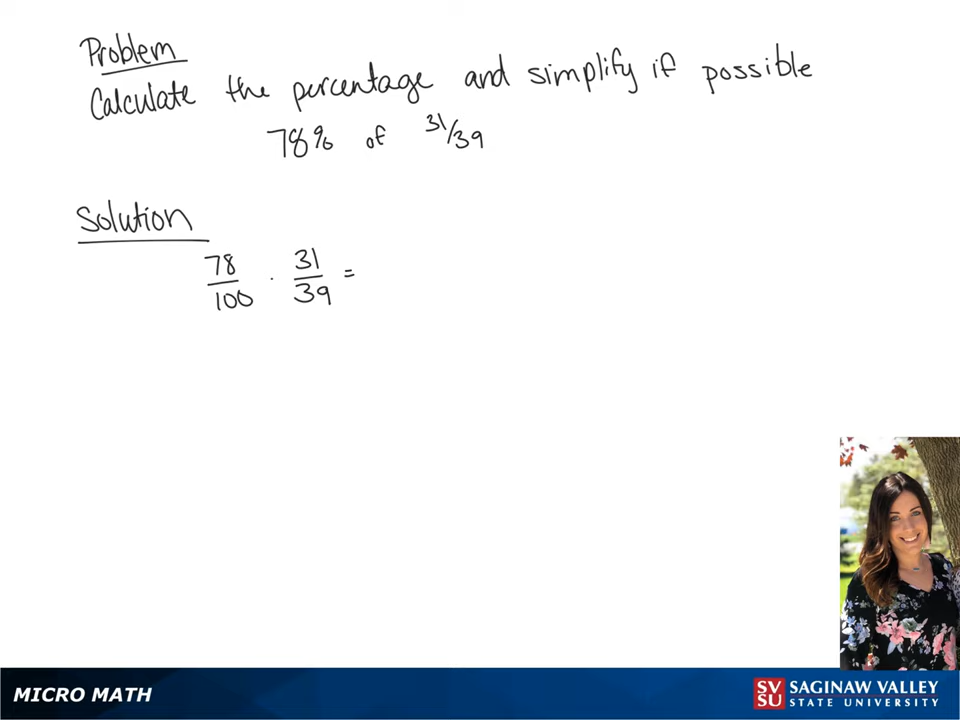 Problem
Calculate the percentage and simplify if possible
78% of 31/39
Solution
78/100 · 31/39 =
MICRO MATH
SVSU SAGINAW VALLEY
STATE UNIVERSITY